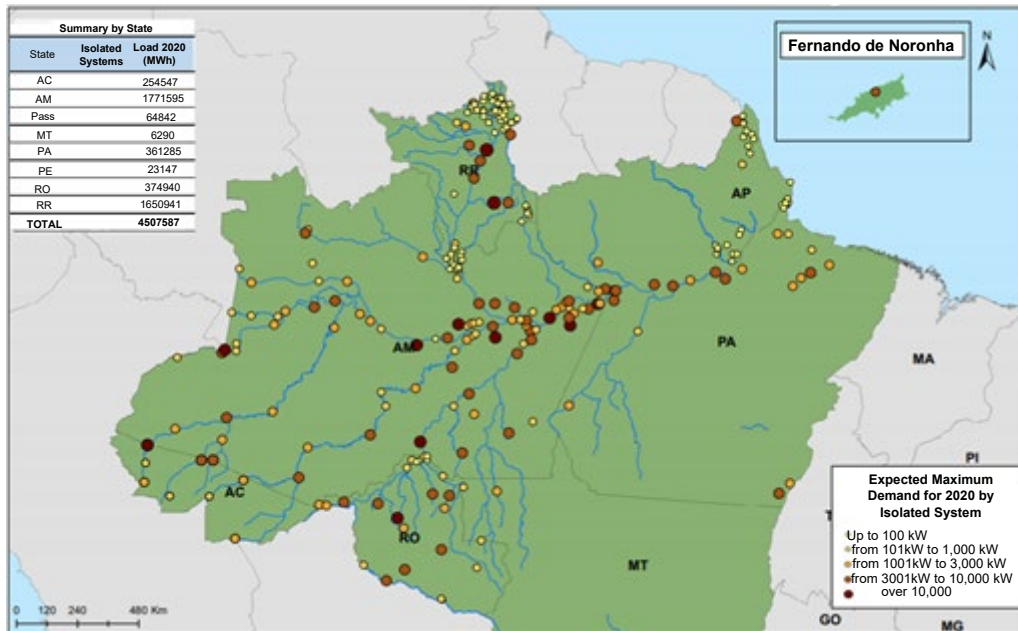 Summary by State
State Isolated Systems Load 2020 (MWh)
AC 254547
AM 1771595
Pass 64842
MT 6290
PA 361285
PE 23147
RO 374940
RR 1650941
TOTAL 4507587
Fernando de Noronha
N
RR
AP
AM
PA
MA
PI
AC
RO
MT
GO
MG
T
Expected Maximum
Demand for 2020 by
Isolated System
Up to 100 kW
from 101kW to 1,000 kW
from 1001kW to 3,000 kW
from 3001kW to 10,000 kW
over 10,000
0 120 240 480 Km